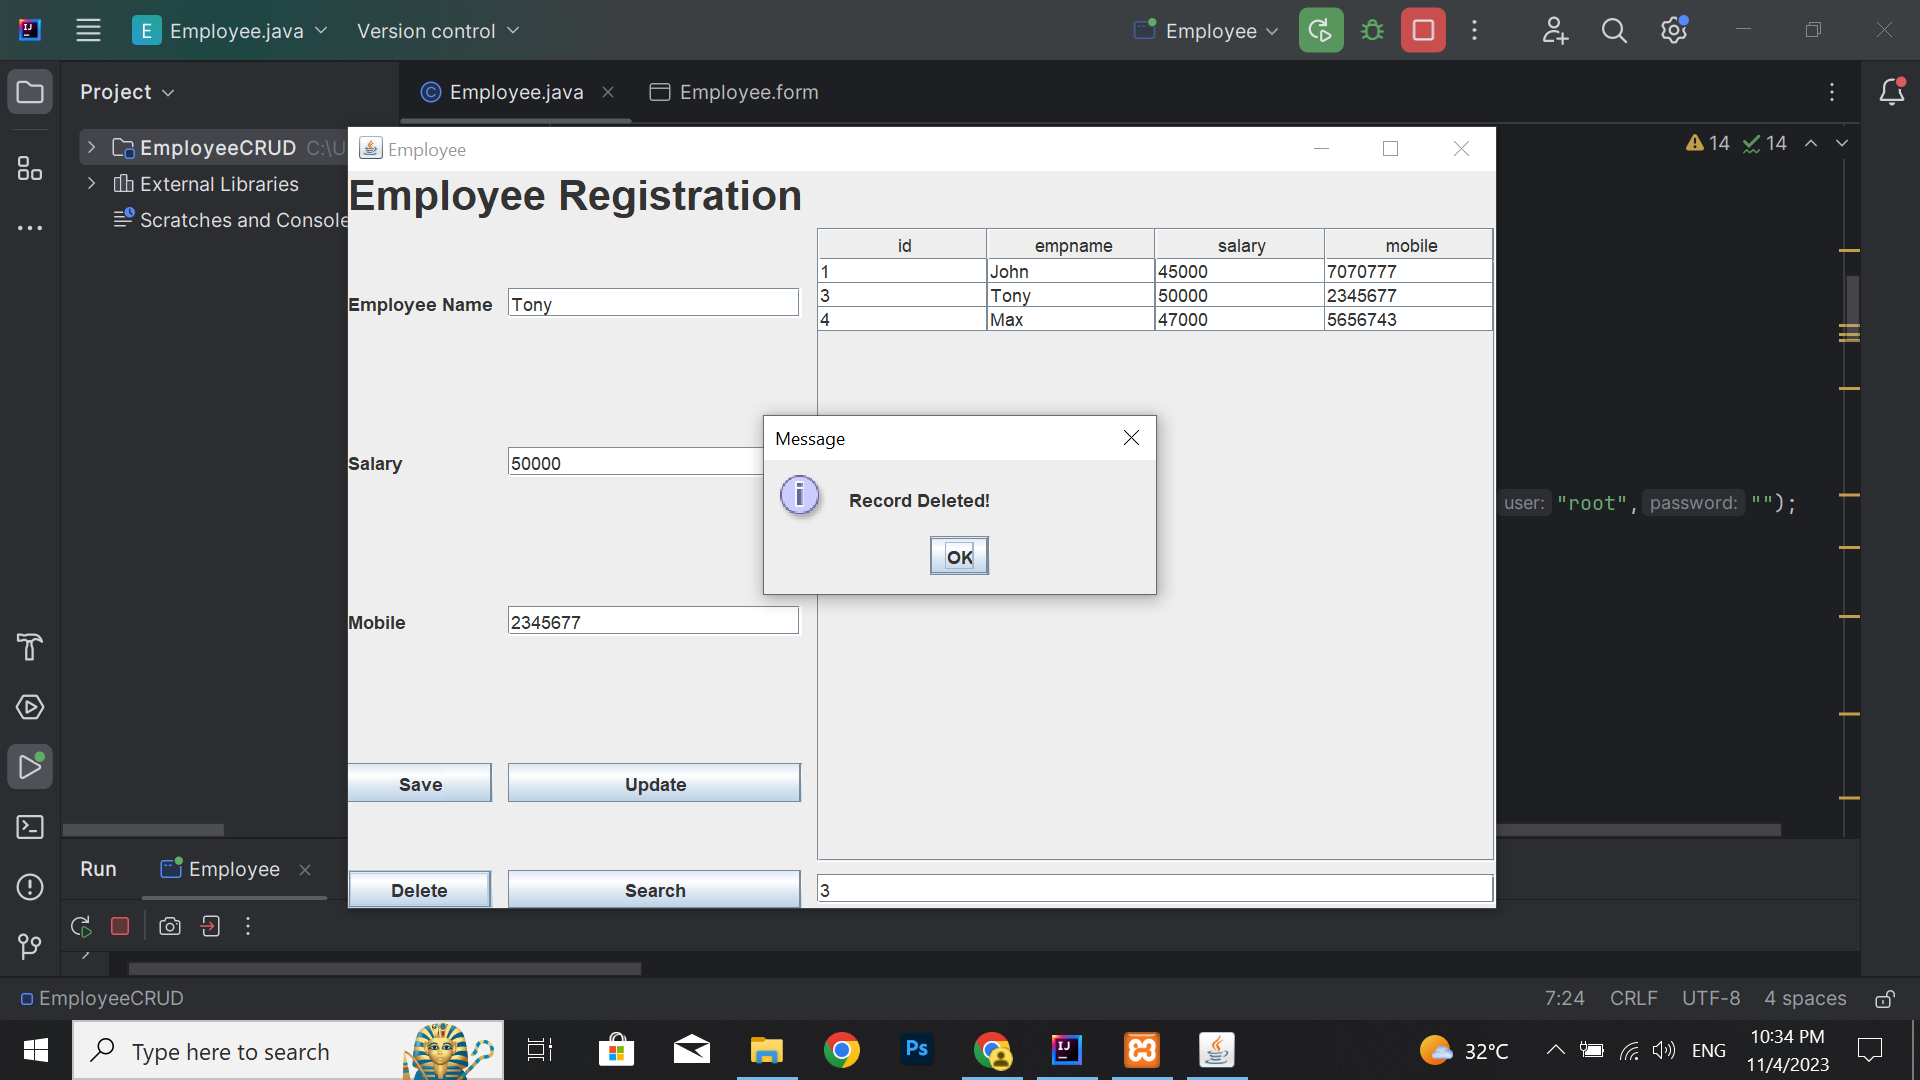 E Employee.java Version control Employee
Project Employee.java Employee.form
EmployeeCRUD C:\U
External Libraries
Scratches and Console
14 14
Employee
Employee Registration
id empname salary mobile
1 John 45000 7070777
3 Tony 50000 2345677
4 Max 47000 5656743
Employee Name Tony
Salary 50000
Mobile 2345677
Message
Record Deleted!
OK
user: "root", password: "");
Save Update
Delete Search 3
Run Employee
EmployeeCRUD 7:24 CRLF UTF-8 4 spaces
Type here to search Ps IJ 32°C ENG 10:34 PM
11/4/2023